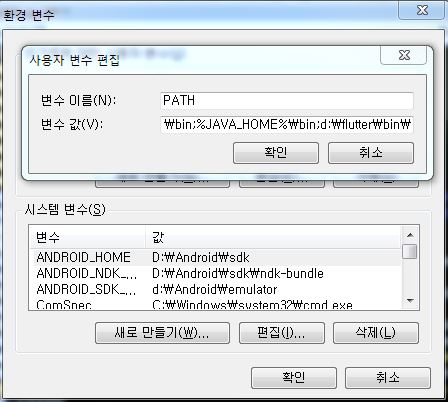 환경 변수
사용자 변수 편집
변수 이름(N):
PATH
변수 값(V):
₩bin;%JAVA_HOME%₩bin;d:₩flutter₩bin₩
확인
취소
시스템 변수(S)
변수
값
ANDROID_HOME
D:₩Android₩sdk
ANDROID_NDK_...
D:₩Android₩sdk₩ndk-bundle
ANDROID_SDK_...
d:₩Android₩emulator
ComSpec
C:₩Windows₩system32₩cmd.exe
새로 만들기(W)...
편집(I)...
삭제(L)
확인
취소